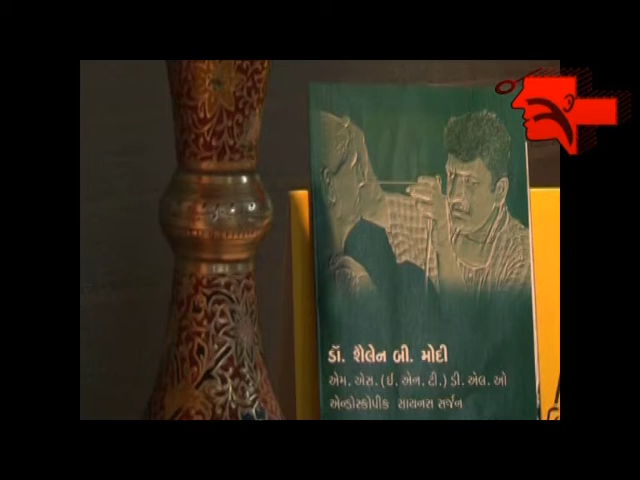 ડૉ. શૈલેન બી. મોદી
એમ. એસ. (ઈ. એન. ટી.) ડી. એલ. ઓ
એન્ડોસ્કોપીક સાયનસ સર્જન